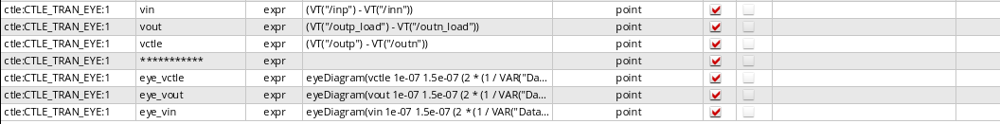 ctle:CTLE_TRAN_EYE:1 vin expr (VT("/inp") - VT("/inn")) point
ctle:CTLE_TRAN_EYE:1 vout expr (VT("/outp_load") - VT("/outn_load")) point
ctle:CTLE_TRAN_EYE:1 vctle expr (VT("/outp") - VT("/outn")) point
ctle:CTLE_TRAN_EYE:1 *********** expr point
ctle:CTLE_TRAN_EYE:1 eye_vctle expr eyeDiagram(vctle 1e-07 1.5e-07 (2 * (1 / VAR("Da... point
ctle:CTLE_TRAN_EYE:1 eye_vout expr eyeDiagram(vout 1e-07 1.5e-07 (2 * (1 / VAR("Da... point
ctle:CTLE_TRAN_EYE:1 eye_vin expr eyeDiagram(vin 1e-07 1.5e-07 (2 * (1 / VAR("Data... point